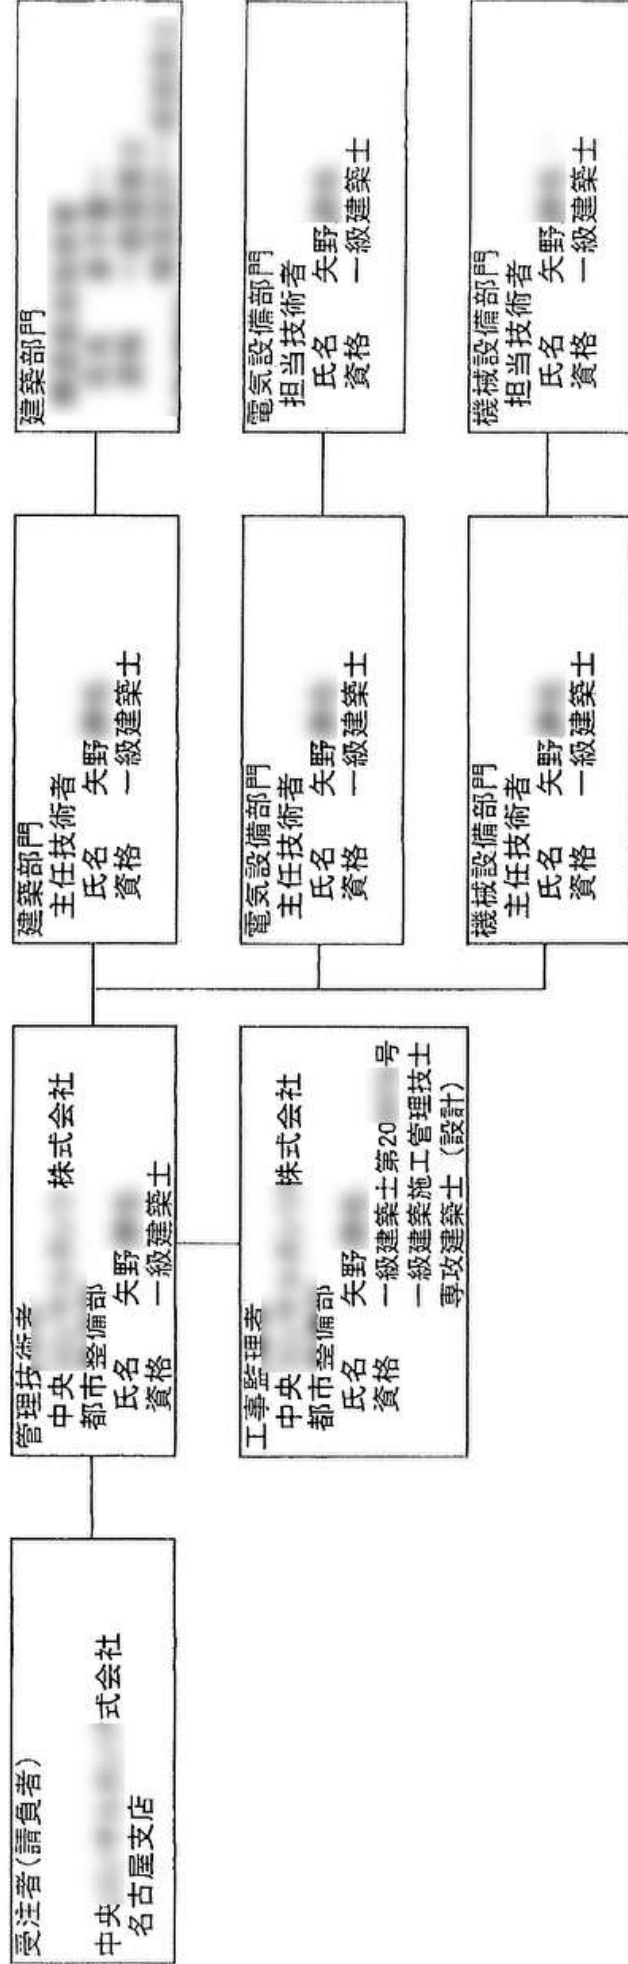 受注者(請負者)
中央 式会社
名古屋支店
管理技術者
中央 株式会社
都市整備部
氏名 矢野
資格 一級建築士
工事監理者
中央 株式会社
都市整備部
氏名 矢野
資格 一級建築士第20 号
一級建築施工管理技士
専攻建築士(設計)
建築部門
主任技術者
氏名 矢野
資格 一級建築士
電気設備部門
主任技術者
氏名 矢野
資格 一級建築士
機械設備部門
主任技術者
氏名 矢野
資格 一級建築士
建築部門
電気設備部門
担当技術者
氏名 矢野
資格 一級建築士
機械設備部門
担当技術者
氏名 矢野
資格 一級建築士